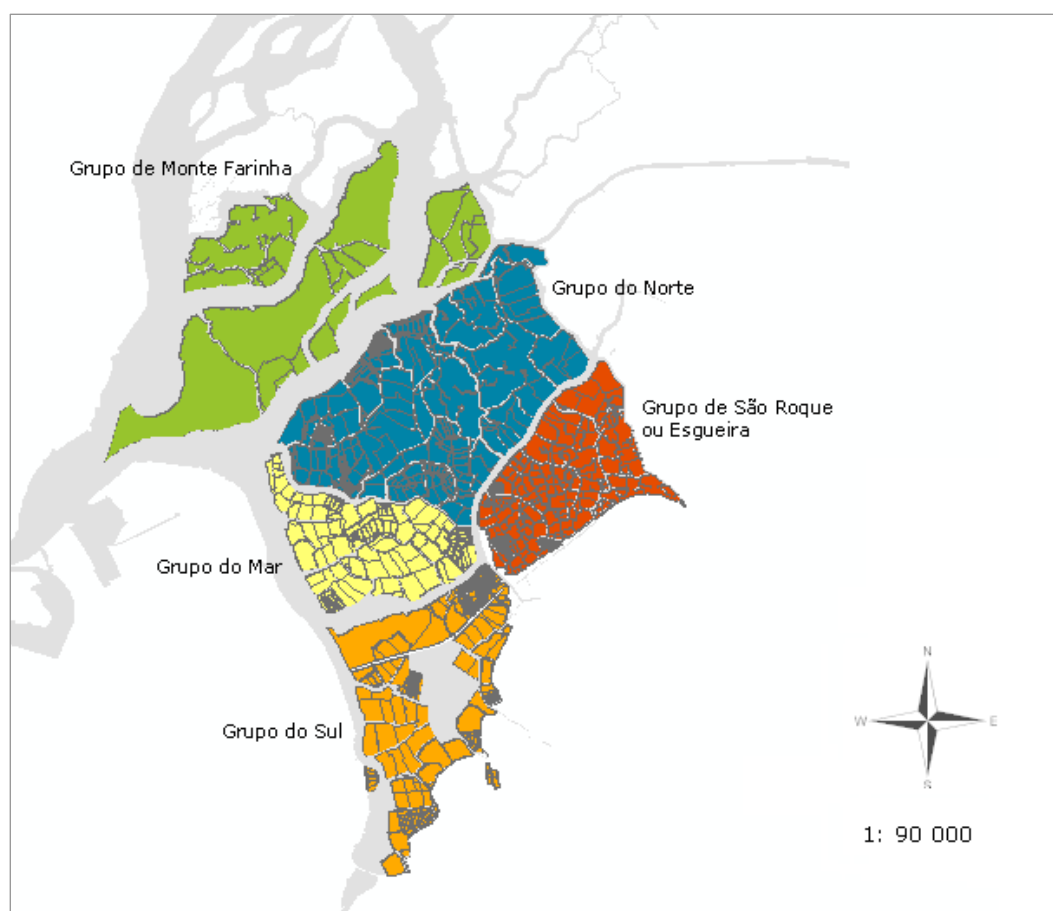 Grupo de Monte Farinha
Grupo do Norte
Grupo de São Roque
ou Esgueira
Grupo do Mar
Grupo do Sul
N
W
E
S
1: 90 000